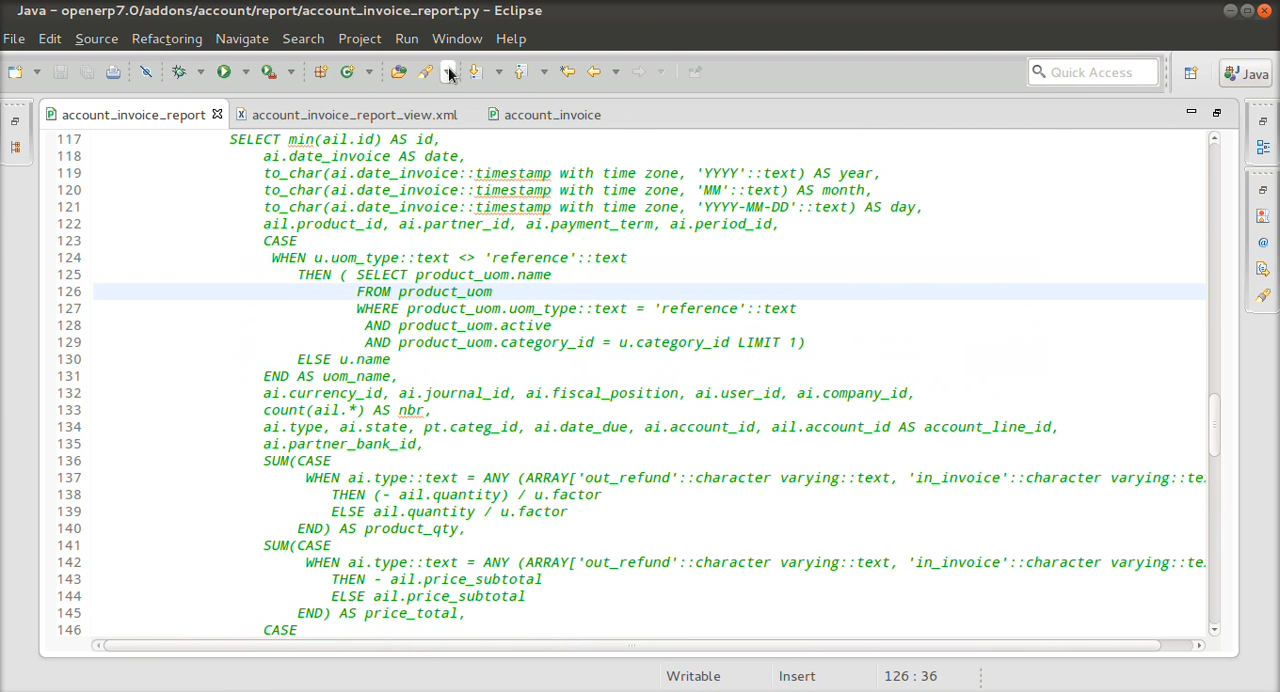 Java – openerp7.0/addons/account/report/account_invoice_report.py – Eclipse
File Edit Source Refactoring Navigate Search Project Run Window Help
Quick Access
Java
account_invoice_report account_invoice_report_view.xml account_invoice
117 SELECT min(ail.id) AS id,
118 ai.date_invoice AS date,
119 to_char(ai.date_invoice::timestamp with time zone, 'YYYY'::text) AS year,
120 to_char(ai.date_invoice::timestamp with time zone, 'MM'::text) AS month,
121 to_char(ai.date_invoice::timestamp with time zone, 'YYYY-MM-DD'::text) AS day,
122 ail.product_id, ai.partner_id, ai.payment_term, ai.period_id,
123 CASE
124 WHEN u.uom_type::text <> 'reference'::text
125 THEN ( SELECT product_uom.name
126 FROM product_uom
127 WHERE product_uom.uom_type::text = 'reference'::text
128 AND product_uom.active
129 AND product_uom.category_id = u.category_id LIMIT 1)
130 ELSE u.name
131 END AS uom_name,
132 ai.currency_id, ai.journal_id, ai.fiscal_position, ai.user_id, ai.company_id,
133 count(ail.*) AS nbr,
134 ai.type, ai.state, pt.categ_id, ai.date_due, ai.account_id, ail.account_id AS account_line_id,
135 ai.partner_bank_id,
136 SUM(CASE
137 WHEN ai.type::text = ANY (ARRAY['out_refund'::character varying::text, 'in_invoice'::character varying::te
138 THEN (- ail.quantity) / u.factor
139 ELSE ail.quantity / u.factor
140 END) AS product_qty,
141 SUM(CASE
142 WHEN ai.type::text = ANY (ARRAY['out_refund'::character varying::text, 'in_invoice'::character varying::te
143 THEN - ail.price_subtotal
144 ELSE ail.price_subtotal
145 END) AS price_total,
146 CASE
Writable Insert 126 : 36